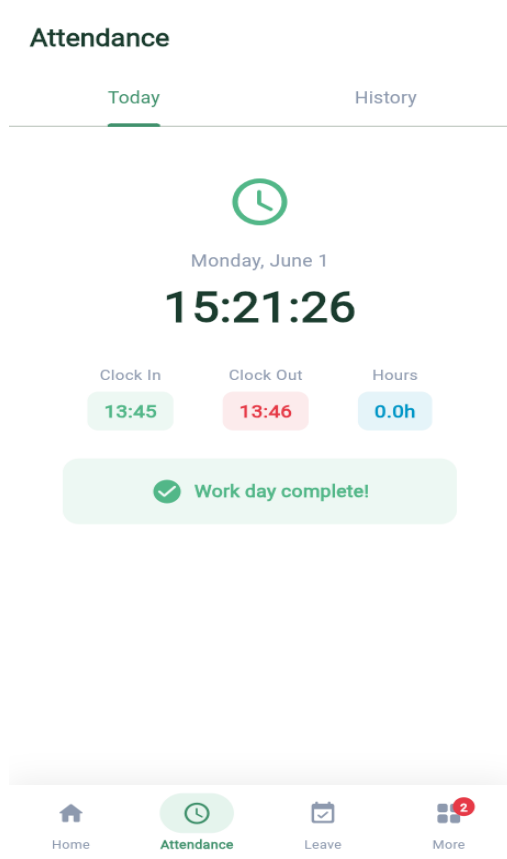 Attendance
Today History
Monday, June 1
15:21:26
Clock In Clock Out Hours
13:45 13:46 0.0h
Work day complete!
2
Home Attendance Leave More